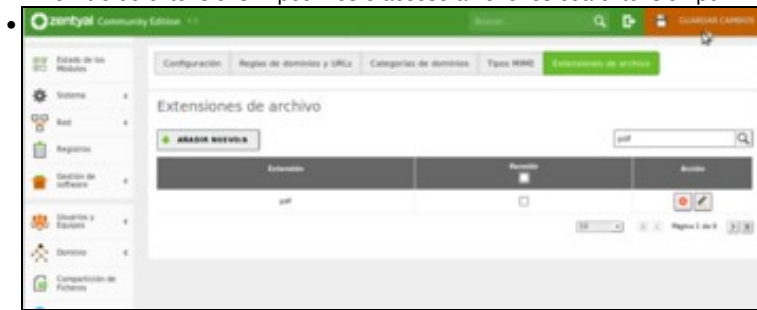 zentyal Community Edition
Buscar...
GUARDAR CAMBIOS
Estado de los Módulos
Sistema
Red
Registros
Gestión de software
Usuarios y Equipos
Dominio
Compartición de Ficheros
Configuración
Reglas de dominios y URLs
Categorías de dominios
Tipos MIME
Extensiones de archivo
Extensiones de archivo
AÑADIR NUEVO/A
pdf
Extensión
Permitir
Acción
pdf
10
Página 1 de